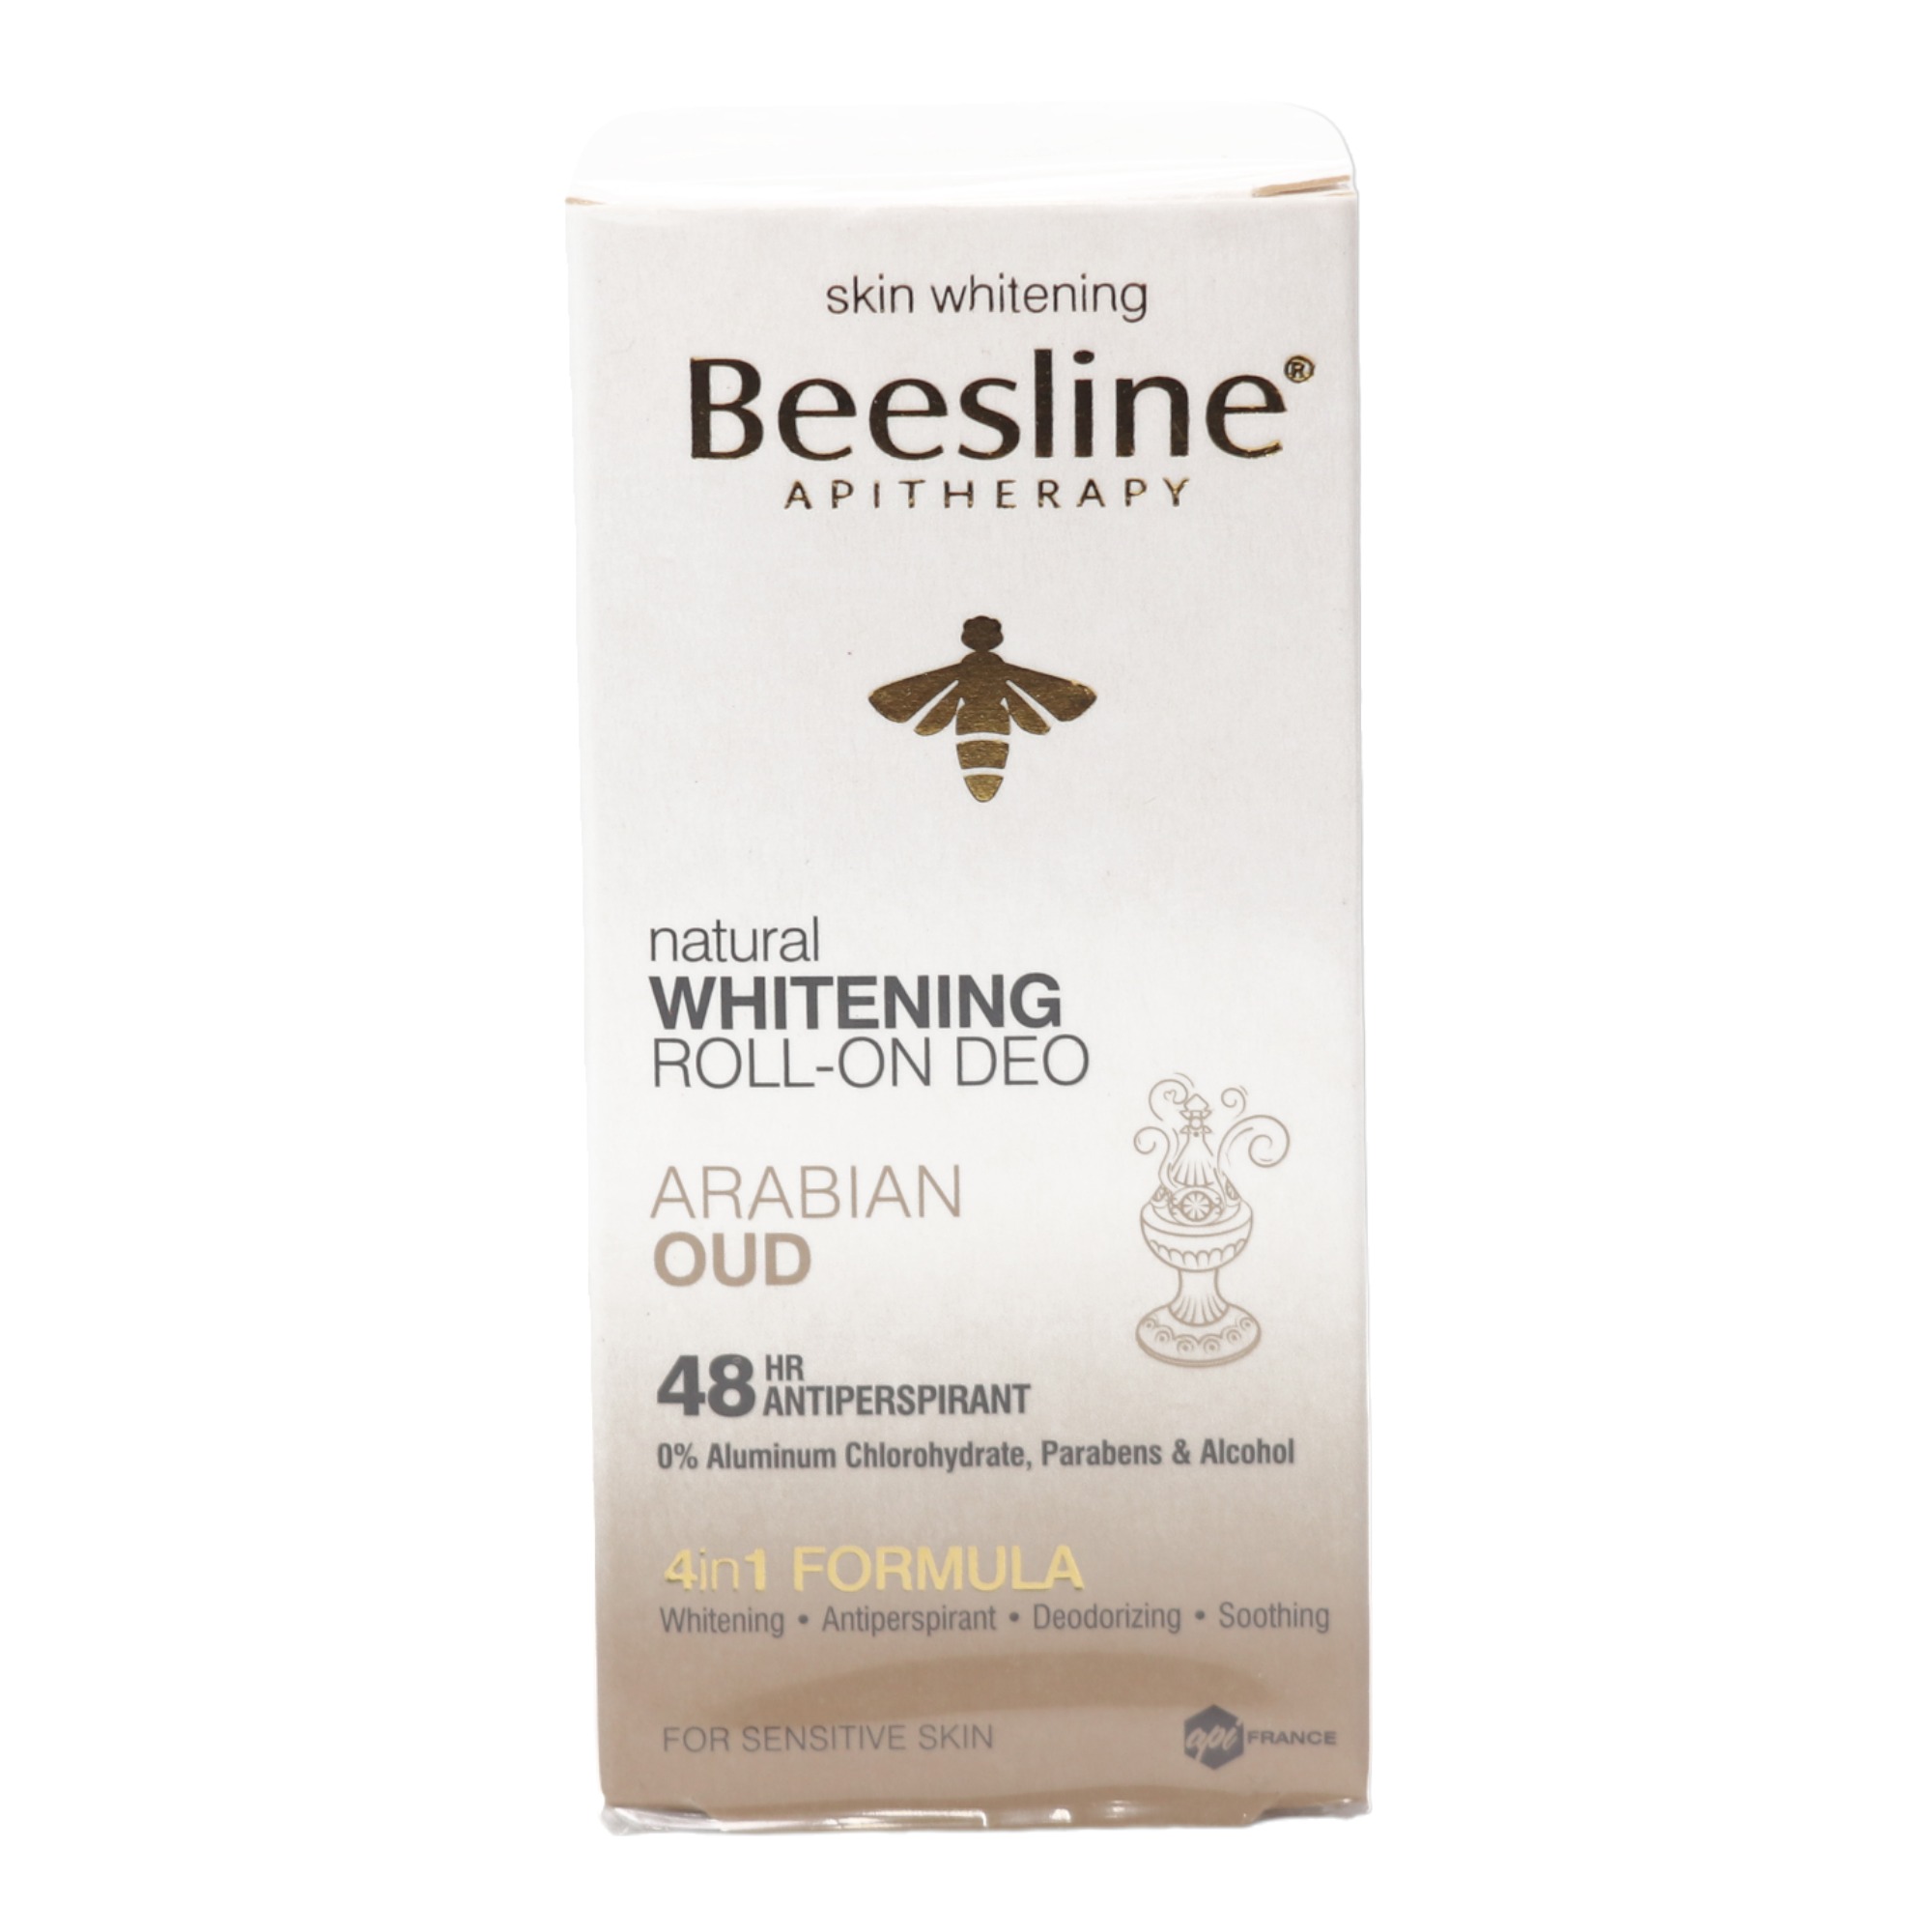 skin whitening
Beesline®
APITHERAPY
natural
WHITENING
ROLL-ON DEO
ARABIAN
OUD
48 HR
ANTIPERSPIRANT
0% Aluminum Chlorohydrate, Parabens & Alcohol
4in1 FORMULA
Whitening • Antiperspirant • Deodorizing • Soothing
FOR SENSITIVE SKIN
api FRANCE